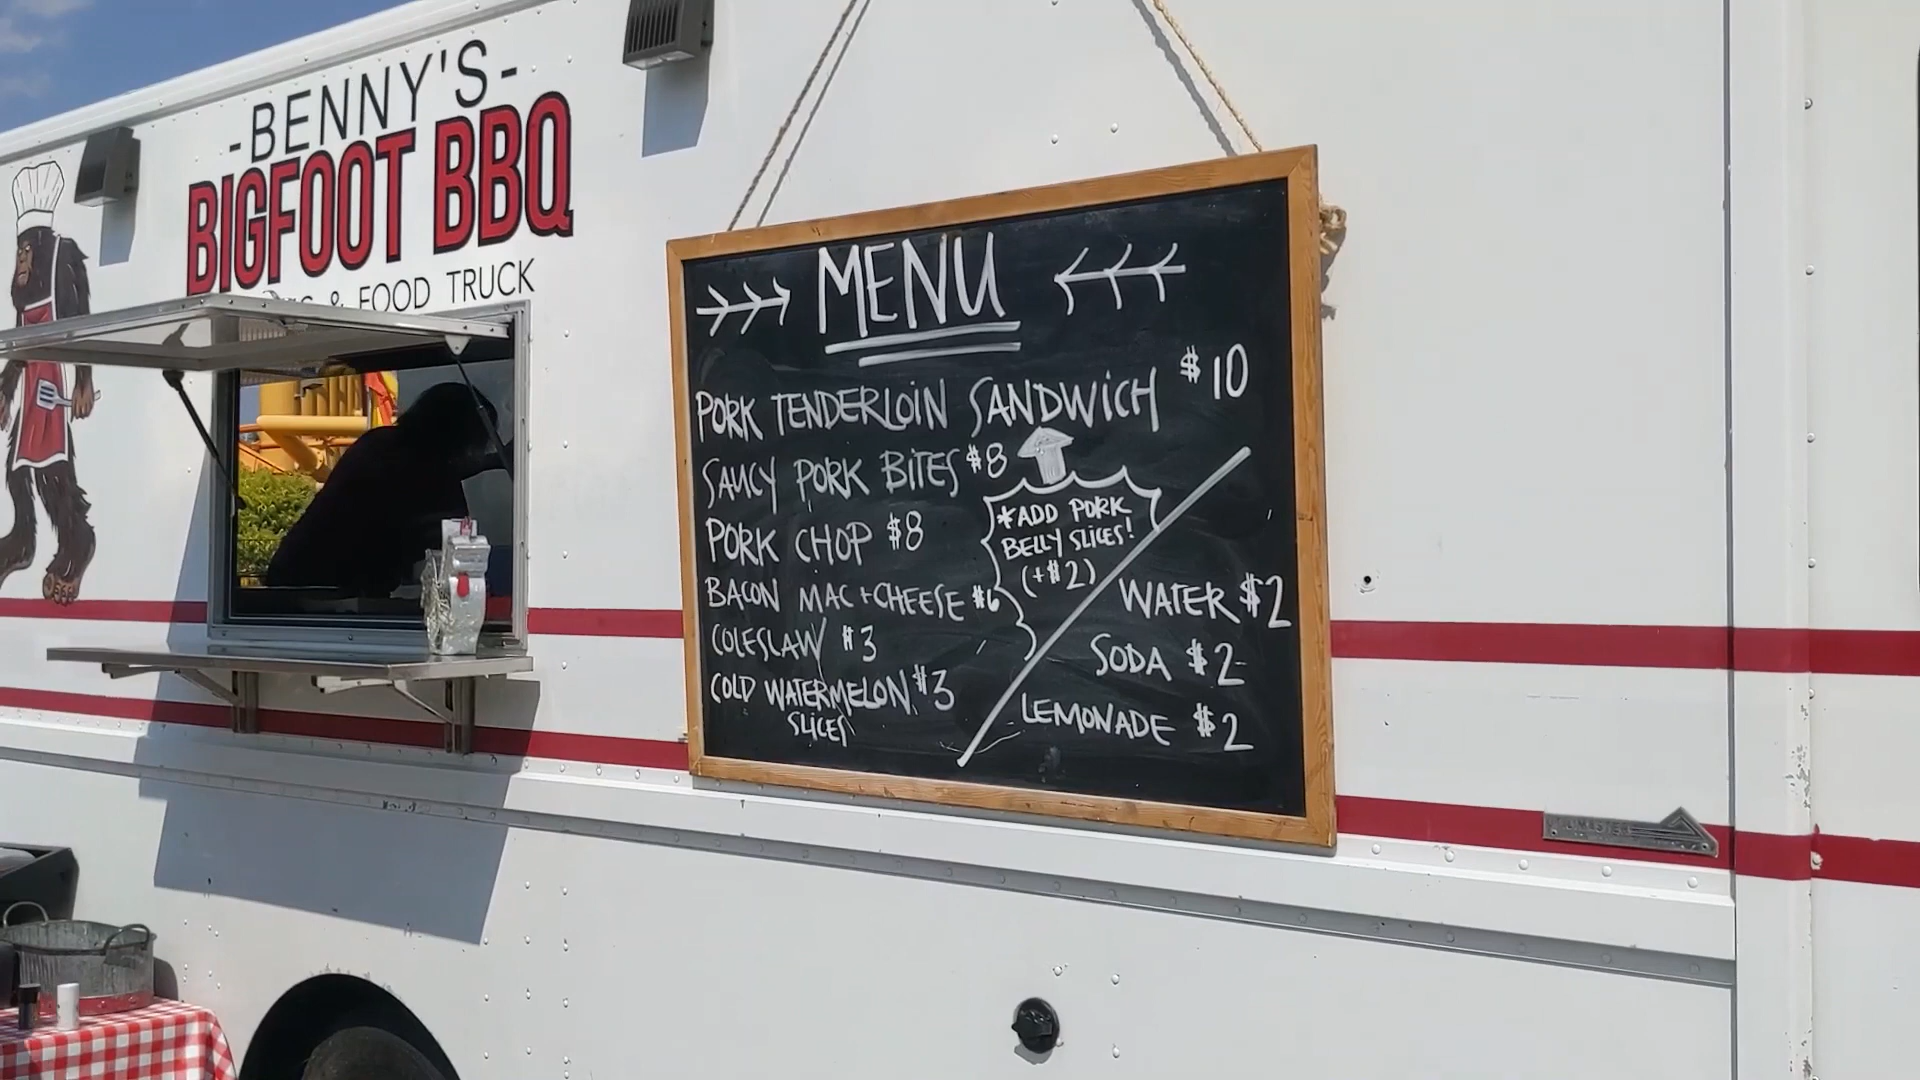 -BENNY'S-
BIGFOOT BBQ
& FOOD TRUCK
MENU
PORK TENDERLOIN SANDWICH $10
SAUCY PORK BITES $8
*ADD PORK
BELLY SLICES!
(+$2)
PORK CHOP $8
BACON MAC + CHEESE $6
COLESLAW $3
COLD WATERMELON $3
SLICES
WATER $2
SODA $2
LEMONADE $2